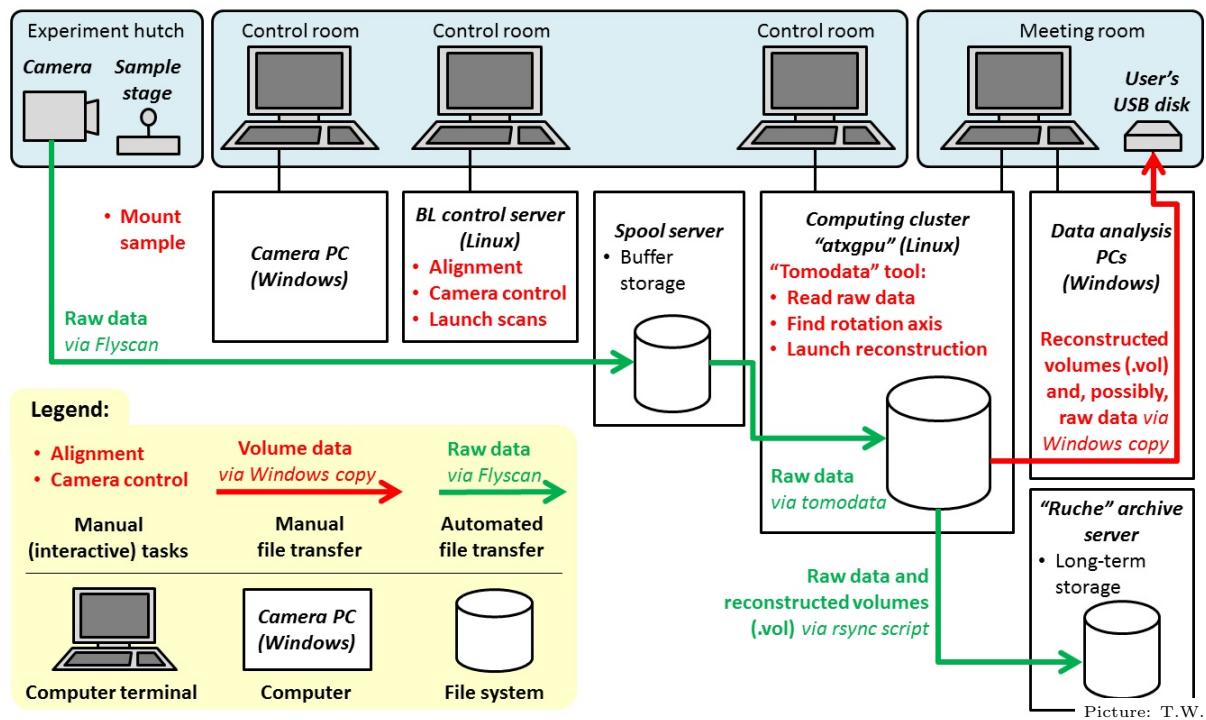 Experiment hutch
Camera
Sample
stage
Control room
Control room
Control room
Meeting room
User's
USB disk
• Mount
sample
Raw data
via Flyscan
Camera PC
(Windows)
BL control server
(Linux)
• Alignment
• Camera control
• Launch scans
Spool server
• Buffer
storage
Computing cluster
“atxgpu” (Linux)
“Tomodata” tool:
• Read raw data
• Find rotation axis
• Launch reconstruction
Raw data
via tomodata
Data analysis
PCs
(Windows)
Reconstructed
volumes (.vol)
and, possibly,
raw data via
Windows copy
Raw data and
reconstructed volumes
(.vol) via rsync script
“Ruche” archive
server
• Long-term
storage
Legend:
• Alignment
• Camera control
Manual
(interactive) tasks
Volume data
via Windows copy
Manual
file transfer
Raw data
via Flyscan
Automated
file transfer
Computer terminal
Camera PC
(Windows)
Computer
File system
Picture: T.W.